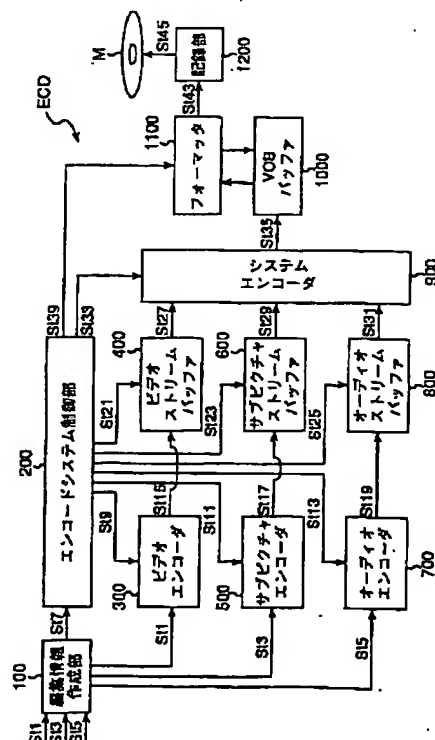 ECD
M
St45
1200
記録部
St43
1100
フォーマッタ
VOB
バッファ
1000
St35
St39
St33
システム
エンコーダ
900
200
エンコードシステム制御部
St21
400
St27
ビデオ
ストリーム
バッファ
St23
600
St29
サブピクチャ
ストリーム
バッファ
St25
St31
オーディオ
ストリーム
バッファ
800
St9
St15
300
ビデオ
エンコーダ
St11
St17
500
サブピクチャ
エンコーダ
St13
St19
オーディオ
エンコーダ
700
St7
100
編集情報
作成部
St1
St3
St5
St1
St3
St5